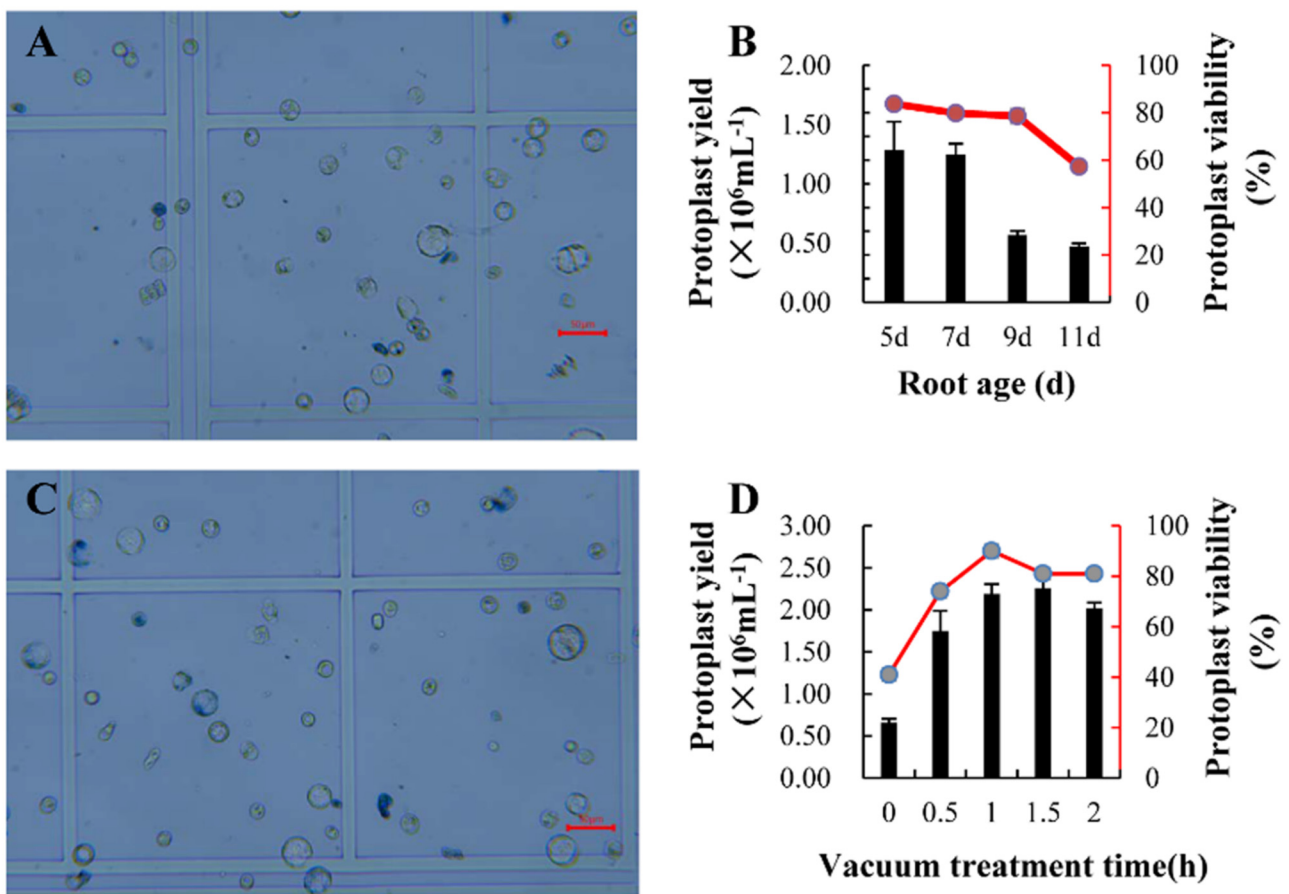 A
50μm
B
Protoplast yield
(×10⁶mL⁻¹)
2.00
1.50
1.00
0.50
0.00
100
80
60
40
20
0
Protoplast viability
(%)
5d 7d 9d 11d
Root age (d)
C
50μm
D
Protoplast yield
(×10⁶mL⁻¹)
3.00
2.50
2.00
1.50
1.00
0.50
0.00
100
80
60
40
20
0
Protoplast viability
(%)
0 0.5 1 1.5 2
Vacuum treatment time(h)